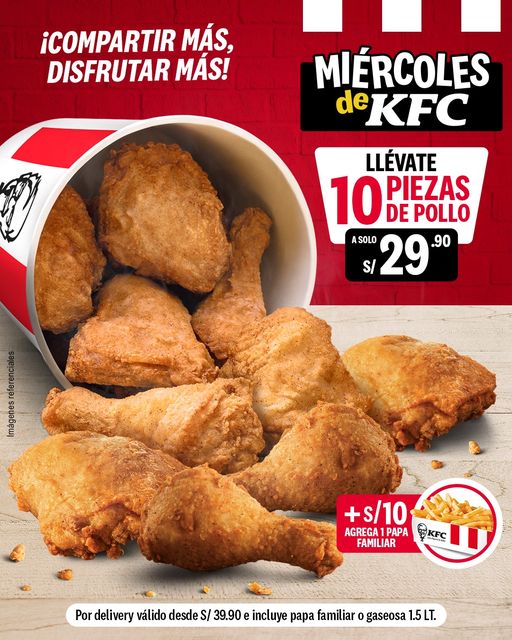 ¡COMPARTIR MÁS,
DISFRUTAR MÁS!
MIÉRCOLES
de KFC
LLÉVATE
10 PIEZAS
DE POLLO
A SOLO
S/ 29.90
Imágenes referenciales
+ S/10
AGREGA 1 PAPA
FAMILIAR
KFC
Por delivery válido desde S/ 39.90 e incluye papa familiar o gaseosa 1.5 LT.